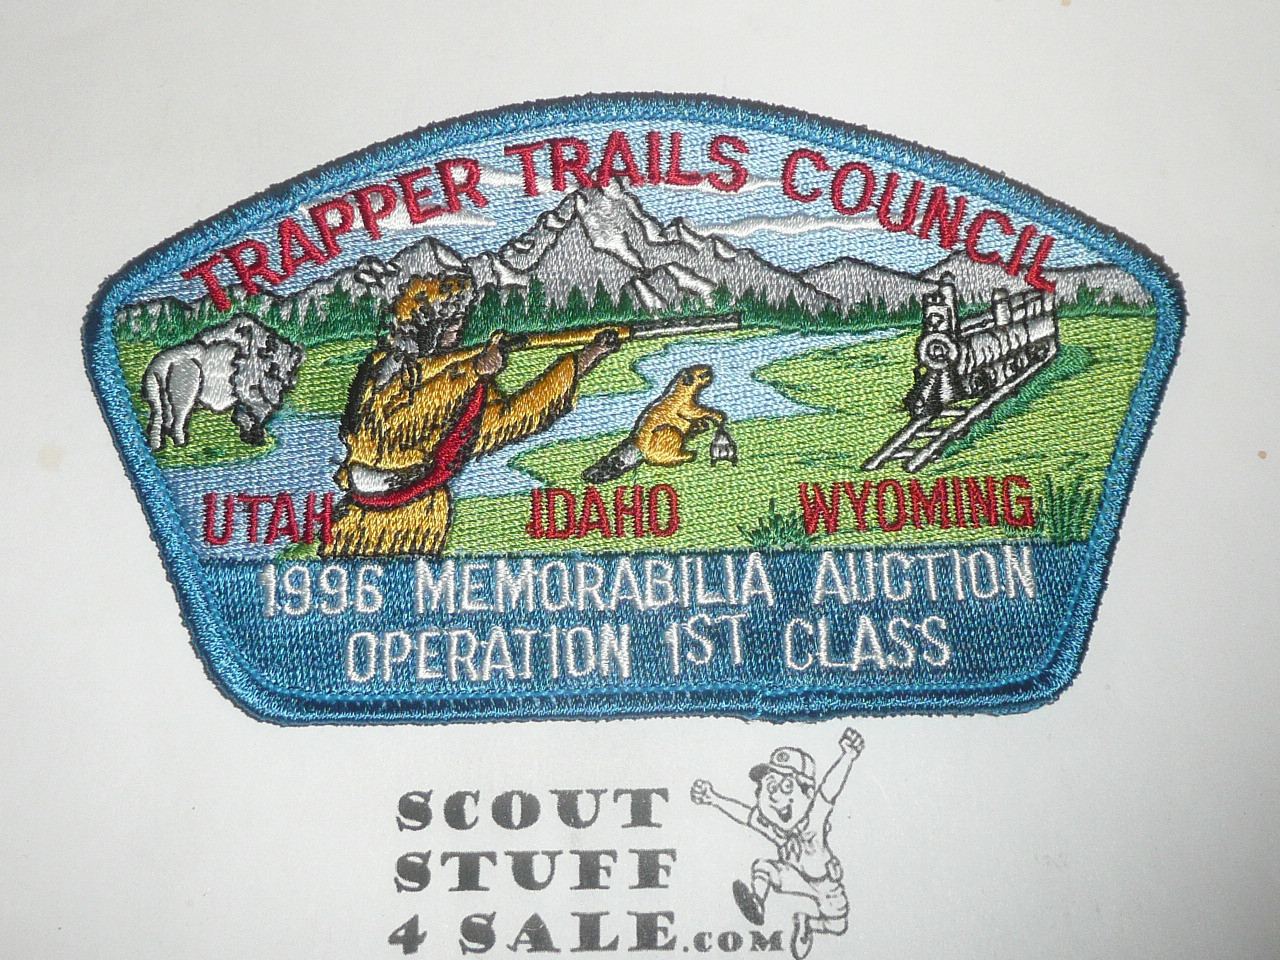 TRAPPER TRAILS COUNCIL
UTAH IDAHO WYOMING
1996 MEMORABILIA AUCTION
OPERATION 1ST CLASS
SCOUT
STUFF
4 SALE.COM